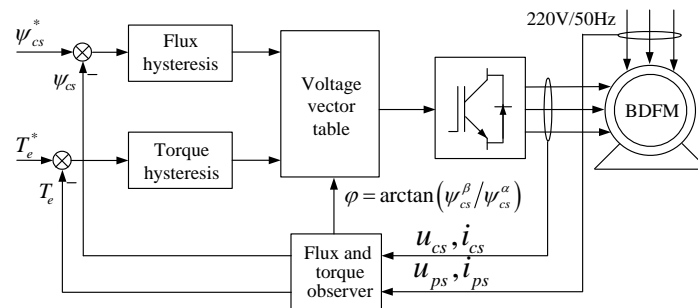 220V/50Hz
ψ*cs
−
Flux
hysteresis
ψcs
Voltage
vector
table
BDFM
T*e
−
Torque
hysteresis
Te
φ = arctan(ψβcs/ψαcs)
Flux and
torque
observer
ucs, ics
ups, ips